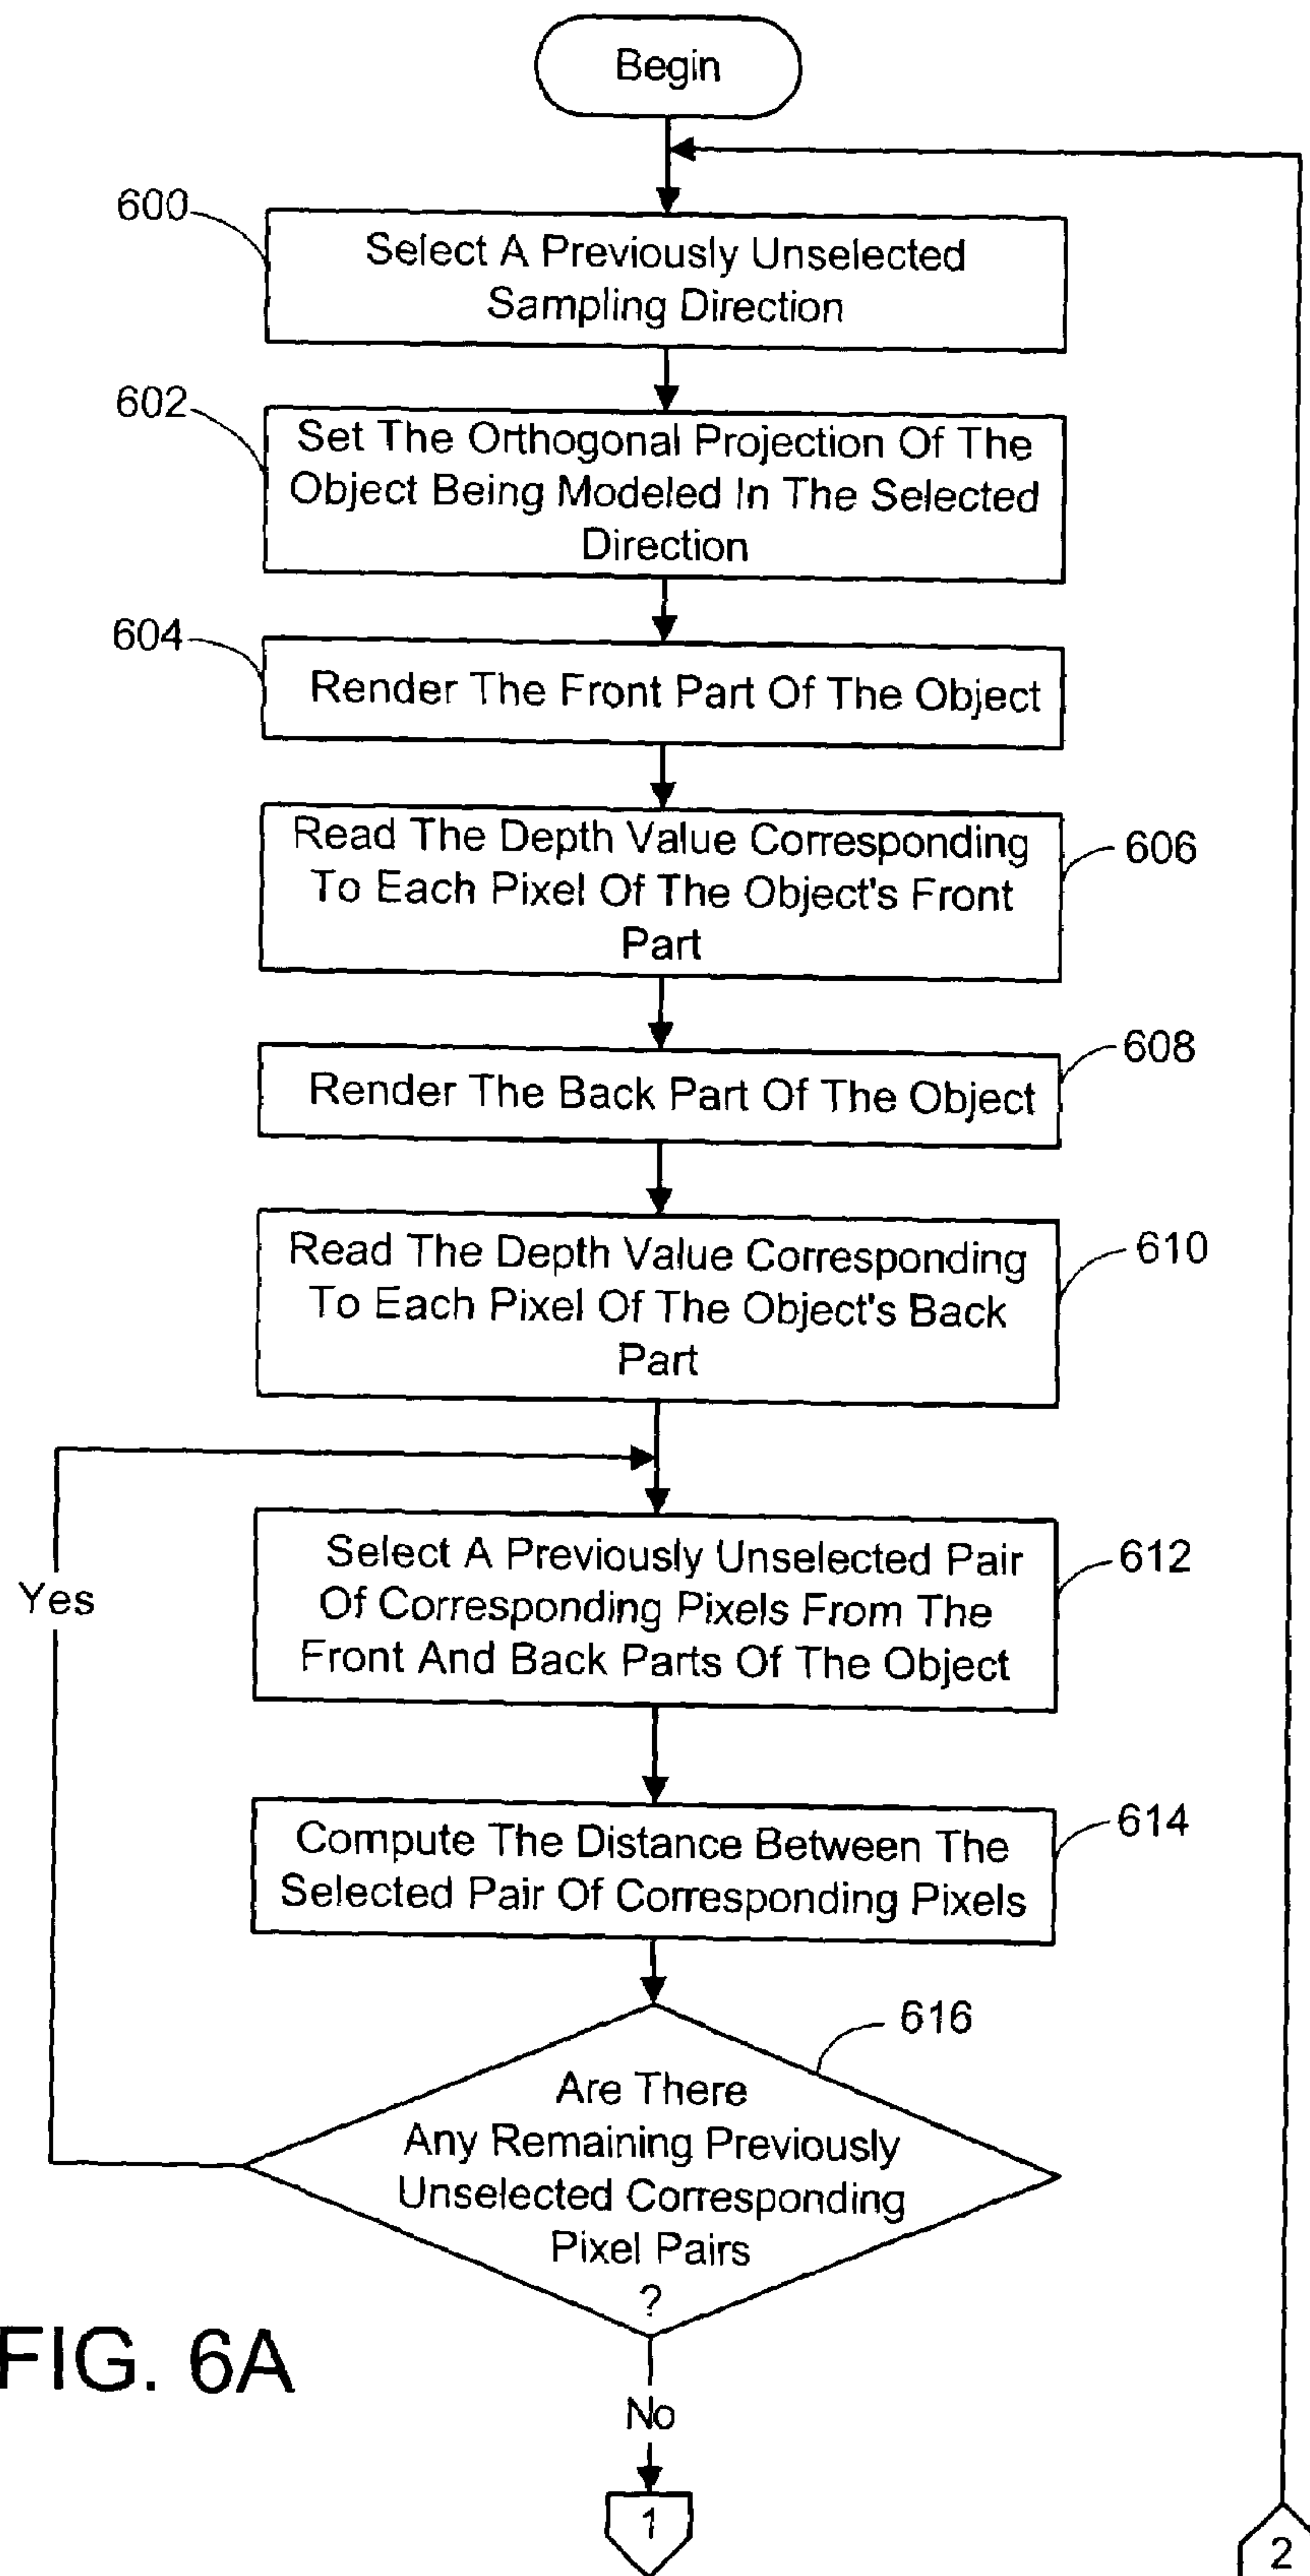 Begin
600
Select A Previously Unselected
Sampling Direction
602
Set The Orthogonal Projection Of The
Object Being Modeled In The Selected
Direction
604
Render The Front Part Of The Object
Read The Depth Value Corresponding
To Each Pixel Of The Object's Front
Part
606
Render The Back Part Of The Object
608
Read The Depth Value Corresponding
To Each Pixel Of The Object's Back
Part
610
Select A Previously Unselected Pair
Of Corresponding Pixels From The
Front And Back Parts Of The Object
612
Yes
Compute The Distance Between The
Selected Pair Of Corresponding Pixels
614
616
Are There
Any Remaining Previously
Unselected Corresponding
Pixel Pairs
?
FIG. 6A
No
1
2